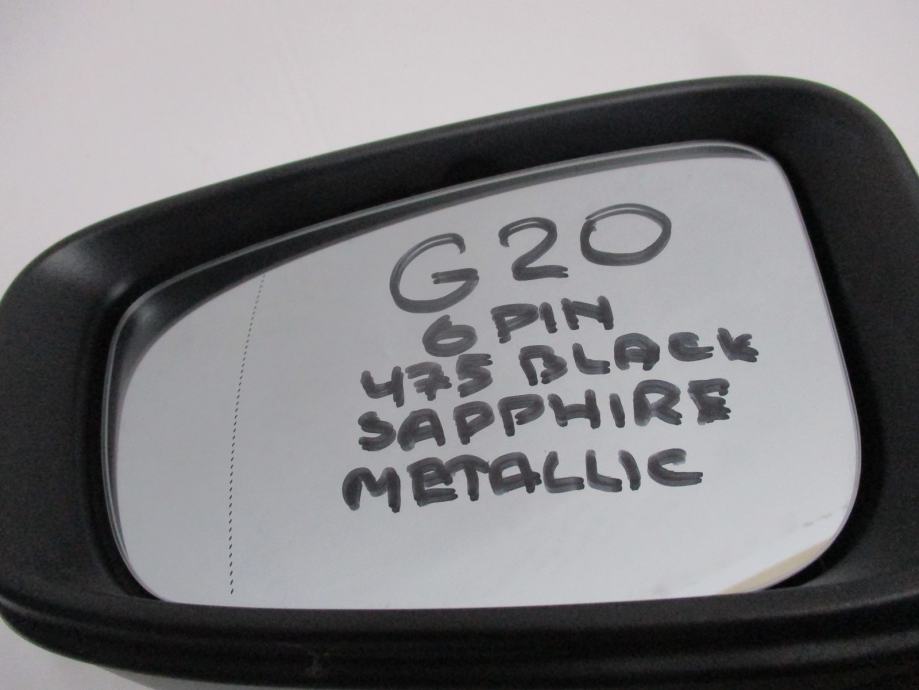 G20
6 PIN
475 BLACK
SAPPHIRE
METALLIC